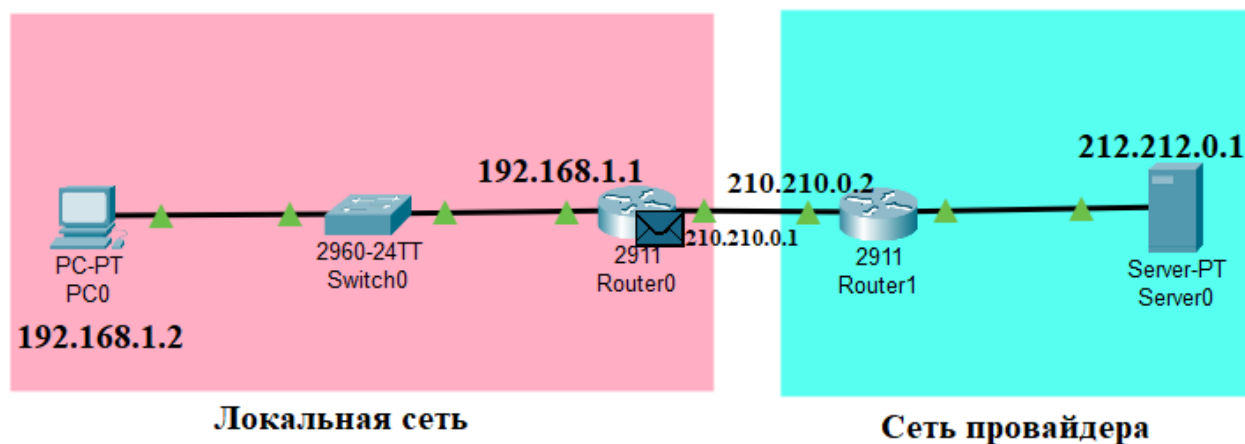 212.212.0.1
192.168.1.1
210.210.0.2
210.210.0.1
PC-PT
PC0
192.168.1.2
2960-24TT
Switch0
2911
Router0
2911
Router1
Server-PT
Server0
Локальная сеть
Сеть провайдера